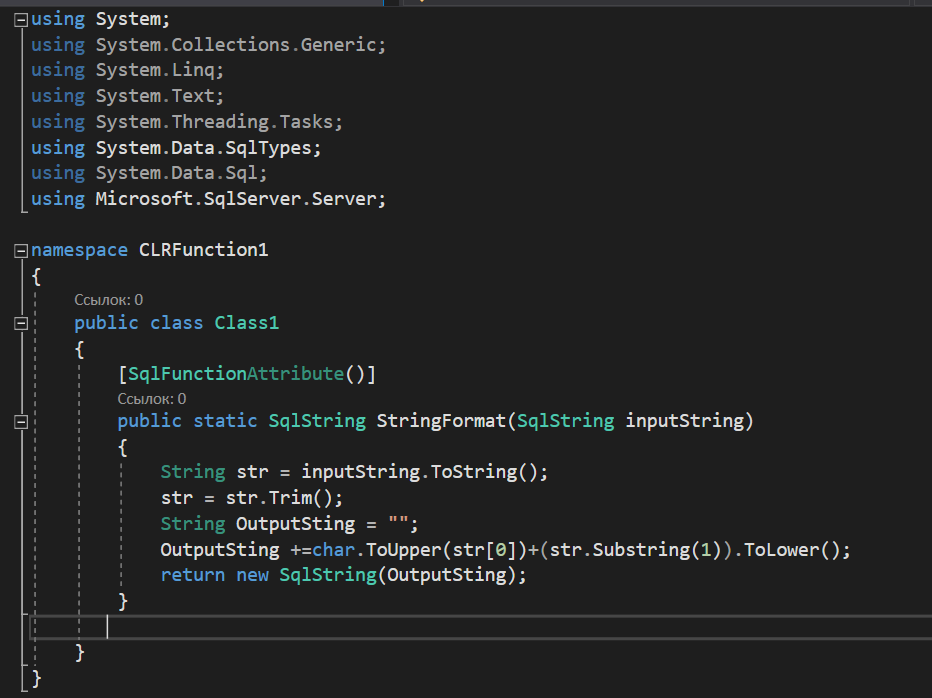 using System;
using System.Collections.Generic;
using System.Linq;
using System.Text;
using System.Threading.Tasks;
using System.Data.SqlTypes;
using System.Data.Sql;
using Microsoft.SqlServer.Server;
namespace CLRFunction1
{
Ссылок: 0
public class Class1
{
[SqlFunctionAttribute()]
Ссылок: 0
public static SqlString StringFormat(SqlString inputString)
{
String str = inputString.ToString();
str = str.Trim();
String OutputSting = "";
OutputSting +=char.ToUpper(str[0])+(str.Substring(1)).ToLower();
return new SqlString(OutputSting);
}
}
}